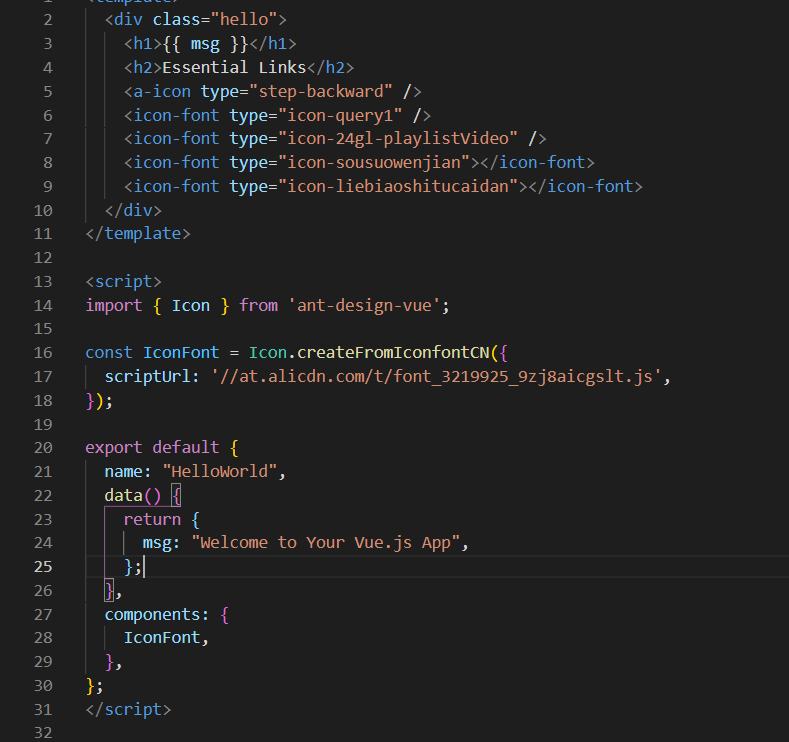 1 <template>
2 <div class="hello">
3 <h1>{{ msg }}</h1>
4 <h2>Essential Links</h2>
5 <a-icon type="step-backward" />
6 <icon-font type="icon-query1" />
7 <icon-font type="icon-24gl-playlistVideo" />
8 <icon-font type="icon-sousuowenjian"></icon-font>
9 <icon-font type="icon-liebiaoshitucaidan"></icon-font>
10 </div>
11 </template>
12
13 <script>
14 import { Icon } from 'ant-design-vue';
15
16 const IconFont = Icon.createFromIconfontCN({
17 scriptUrl: '//at.alicdn.com/t/font_3219925_9zj8aicgslt.js',
18 });
19
20 export default {
21 name: "HelloWorld",
22 data() {
23 return {
24 msg: "Welcome to Your Vue.js App",
25 };
26 },
27 components: {
28 IconFont,
29 },
30 };
31 </script>
32